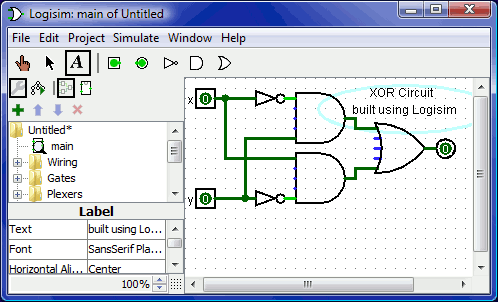 Logisim: main of Untitled
File Edit Project Simulate Window Help
A
Untitled*
main
Wiring
Gates
Plexers
Label
Text built using Lo...
Font SansSerif Pla...
Horizontal Ali... Center
100%
XOR Circuit
built using Logisim
x 0
0
y 0